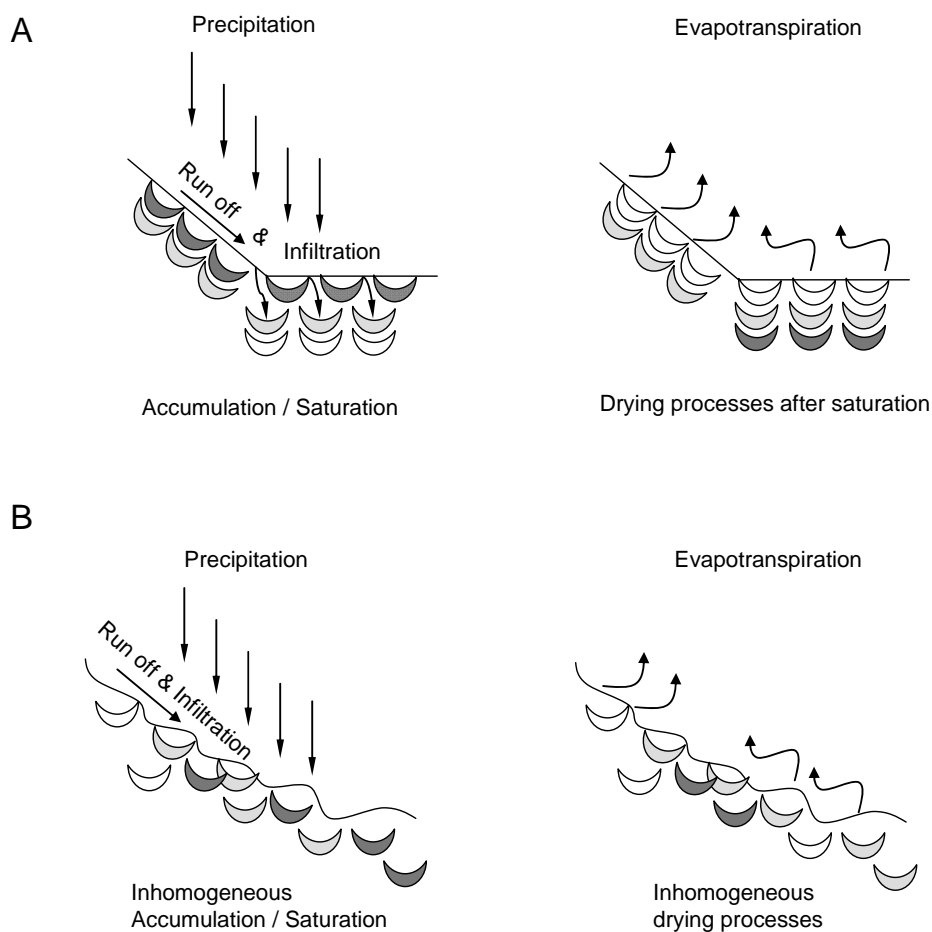 A
Precipitation
Evapotranspiration
Run off
&
Infiltration
Accumulation / Saturation
Drying processes after saturation
B
Precipitation
Evapotranspiration
Run off & Infiltration
Inhomogeneous
Accumulation / Saturation
Inhomogeneous
drying processes